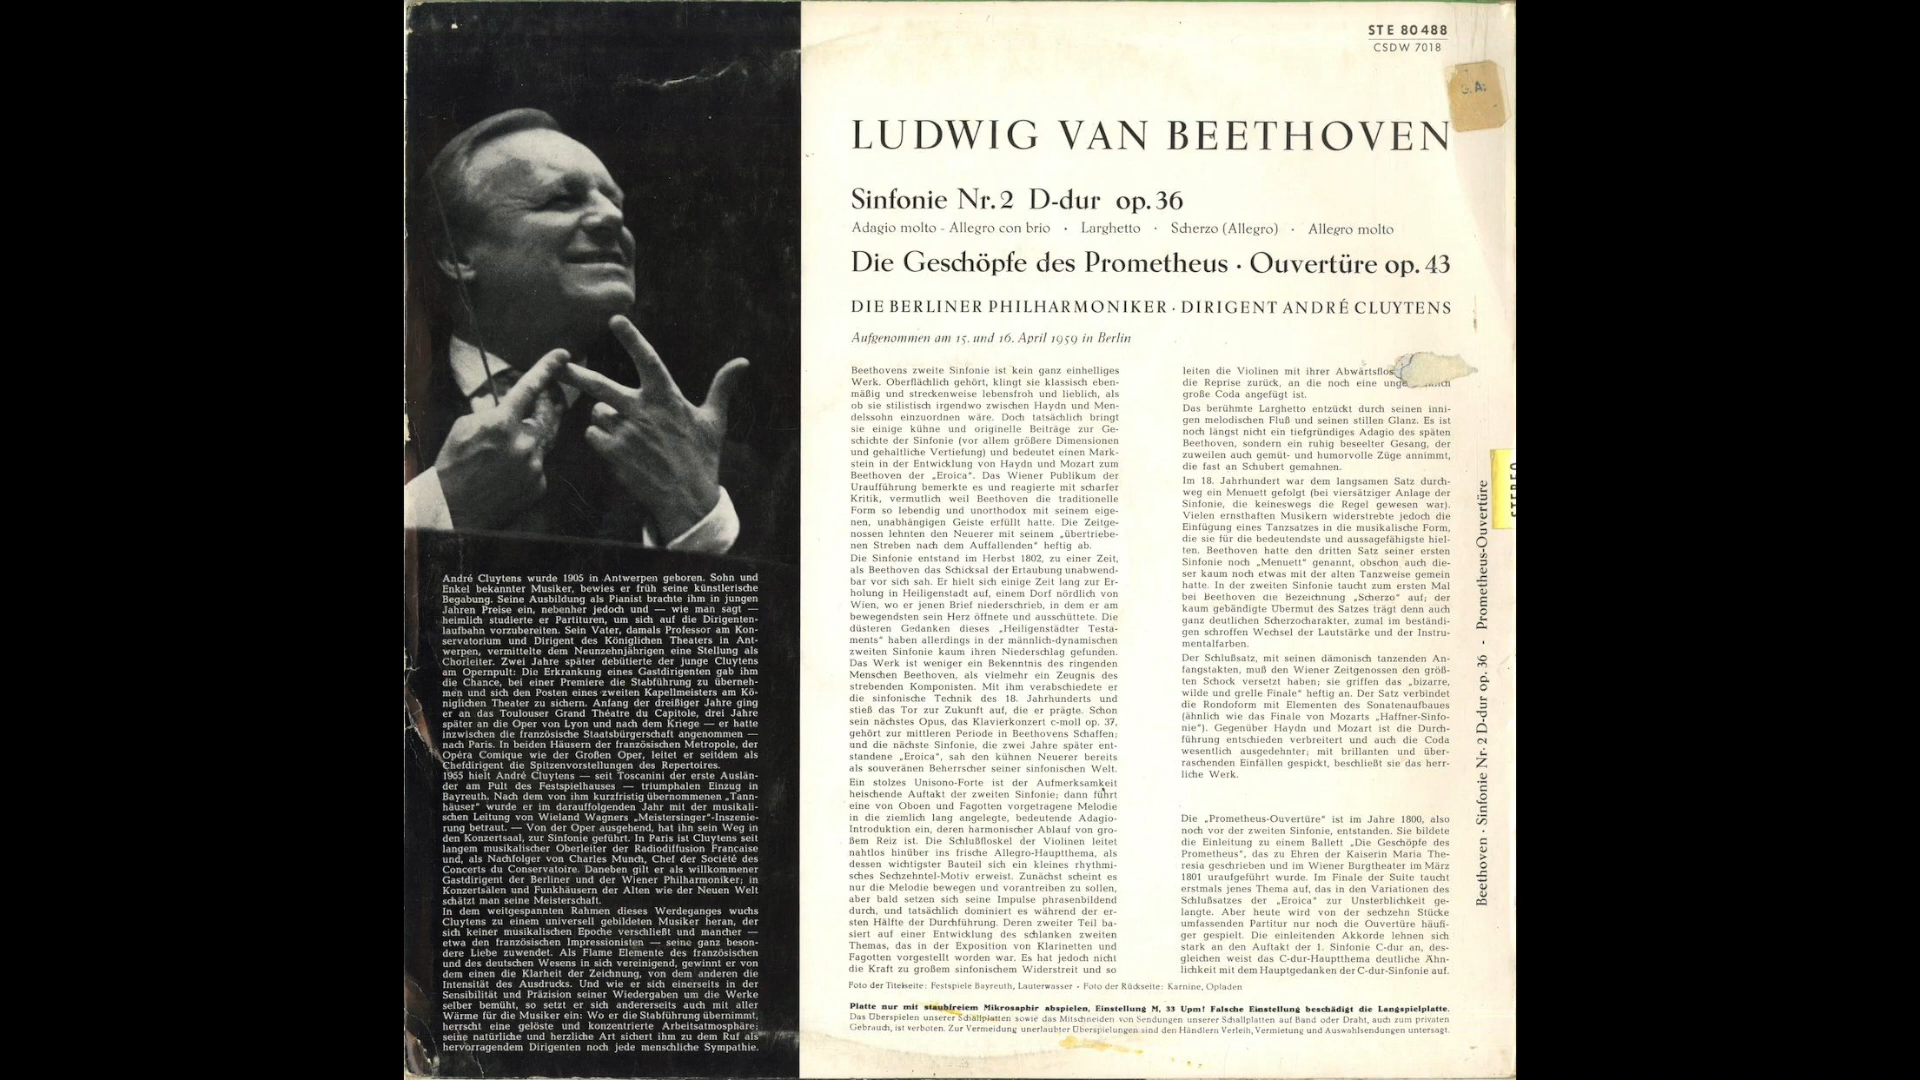 STE 80488
CSDW 7018
LUDWIG VAN BEETHOVEN
Sinfonie Nr. 2 D-dur op. 36
Adagio molto - Allegro con brio · Larghetto · Scherzo (Allegro) · Allegro molto
Die Geschöpfe des Prometheus · Ouvertüre op. 43
DIE BERLINER PHILHARMONIKER · DIRIGENT ANDRÉ CLUYTENS
Aufgenommen am 15. und 16. April 1959 in Berlin
Beethovens zweite Sinfonie ist kein ganz einhelliges
Werk. Oberflächlich gehört, klingt sie klassisch eben-
mäßig und streckenweise lebensfroh und lieblich, als
ob sie stilistisch irgendwo zwischen Haydn und Men-
delssohn einzuordnen wäre. Doch tatsächlich bringt
sie einige kühne und originelle Beiträge zur Ge-
schichte der Sinfonie (vor allem größere Dimensionen
und gehaltliche Vertiefung) und bedeutet einen Mark-
stein in der Entwicklung von Haydn und Mozart zum
Beethoven der „Eroica". Das Wiener Publikum der
Uraufführung bemerkte es und reagierte mit scharfer
Kritik, vermutlich weil Beethoven die traditionelle
Form so lebendig und unorthodox mit seinem eige-
nen, unabhängigen Geiste erfüllt hatte. Die Zeitge-
nossen lehnten den Neuerer mit seinem „übertriebe-
nen Streben nach dem Auffallenden" heftig ab.
Die Sinfonie entstand im Herbst 1802, zu einer Zeit,
als Beethoven das Schicksal der Ertaubung unabwend-
bar vor sich sah. Er hielt sich einige Zeit lang zur Er-
holung in Heiligenstadt auf, einem Dorf nördlich von
Wien, wo er jenen Brief niederschrieb, in dem er am
bewegendsten sein Herz öffnete und ausschüttete. Die
düsteren Gedanken dieses „Heiligenstädter Testa-
ments" haben allerdings in der männlich-dynamischen
zweiten Sinfonie kaum ihren Niederschlag gefunden.
Das Werk ist weniger ein Bekenntnis des ringenden
Menschen Beethoven, als vielmehr ein Zeugnis des
strebenden Komponisten. Mit ihm verabschiedete er
die sinfonische Technik des 18. Jahrhunderts und
stieß das Tor zur Zukunft auf, die er prägte. Schon
sein nächstes Opus, das Klavierkonzert c-moll op. 37,
gehört zur mittleren Periode in Beethovens Schaffen;
und die nächste Sinfonie, die zwei Jahre später ent-
standene „Eroica", sah den kühnen Neuerer bereits
als souveränen Beherrscher seiner sinfonischen Welt.
Ein stolzes Unisono-Forte ist der Aufmerksamkeit
heischende Auftakt der zweiten Sinfonie; dann führt
eine von Oboen und Fagotten vorgetragene Melodie
in die ziemlich lang angelegte, bedeutende Adagio-
Introduktion ein, deren harmonischer Ablauf von gro-
ßem Reiz ist. Die Schlußfloskel der Violinen leitet
nahtlos hinüber ins frische Allegro-Hauptthema, als
dessen wichtigster Bauteil sich ein kleines rhythmi-
sches Sechzehntel-Motiv erweist. Zunächst scheint es
nur die Melodie bewegen und vorantreiben zu sollen,
aber bald setzen sich seine Impulse phrasenbildend
durch, und tatsächlich dominiert es während der er-
sten Hälfte der Durchführung. Deren zweiter Teil ba-
siert auf einer Entwicklung des schlanken zweiten
Themas, das in der Exposition von Klarinetten und
Fagotten vorgestellt worden war. Es hat jedoch nicht
die Kraft zu großem sinfonischem Widerstreit und so
leiten die Violinen mit ihrer
die Reprise zurück, an die noch eine
große Coda angefügt ist.
Das berühmte Larghetto entzückt durch seinen inni-
gen melodischen Fluß und seinen stillen Glanz. Es ist
noch längst nicht ein tiefgründiges Adagio des späten
Beethoven, sondern ein ruhig beseelter Gesang, der
zuweilen auch gemüt- und humorvolle Züge annimmt,
die fast an Schubert gemahnen.
Im 18. Jahrhundert war dem langsamen Satz durch-
weg ein Menuett gefolgt (bei viersätziger Anlage der
Sinfonie, die keineswegs die Regel gewesen war).
Vielen ernsthaften Musikern widerstrebte jedoch die
Einfügung eines Tanzsatzes in die musikalische Form,
die sie für die bedeutendste und aussagefähigste hiel-
ten. Beethoven hatte den dritten Satz seiner ersten
Sinfonie noch „Menuett" genannt, obschon auch die-
ser kaum noch etwas mit der alten Tanzweise gemein
hatte. In der zweiten Sinfonie taucht zum ersten Mal
bei Beethoven die Bezeichnung „Scherzo" auf; der
kaum gebändigte Übermut des Satzes trägt denn auch
ganz deutlichen Scherzocharakter, zumal im beständi-
gen schroffen Wechsel der Lautstärke und der Instru-
mentalfarben.
Der Schlußsatz, mit seinen dämonisch tanzenden An-
fangstakten, muß den Wiener Zeitgenossen den größ-
ten Schock versetzt haben; sie griffen das „bizarre,
wilde und grelle Finale" heftig an. Der Satz verbindet
die Rondoform mit Elementen des Sonatenaufbaues
(ähnlich wie das Finale von Mozarts „Haffner-Sinfo-
nie"). Gegenüber Haydn und Mozart ist die Durch-
führung entschieden verbreitert und auch die Coda
wesentlich ausgedehnter; mit brillanten und über-
raschenden Einfällen gespickt, beschließt sie das herr-
liche Werk.
Die „Prometheus-Ouvertüre" ist im Jahre 1800, also
noch vor der zweiten Sinfonie, entstanden. Sie bildete
die Einleitung zu einem Ballett „Die Geschöpfe des
Prometheus", das zu Ehren der Kaiserin Maria The-
resia geschrieben und im Wiener Burgtheater im März
1801 uraufgeführt wurde. Im Finale der Suite taucht
erstmals jenes Thema auf, das in den Variationen des
Schlußsatzes der „Eroica" zur Unsterblichkeit ge-
langte. Aber heute wird von der sechzehn Stücke
umfassenden Partitur nur noch die Ouvertüre häufi-
ger gespielt. Die einleitenden Akkorde lehnen sich
stark an den Auftakt der 1. Sinfonie C-dur an, des-
gleichen weist das C-dur-Hauptthema deutliche Ähn-
lichkeit mit dem Hauptgedanken der C-dur-Sinfonie auf.
Foto der Titelseite: Festspiele Bayreuth, Lauterwasser · Foto der Rückseite: Karnine, Opladen
Platte nur mit staubfreiem Mikrosaphir abspielen, Einstellung M, 33 Upm! Falsche Einstellung beschädigt die Langspielplatte.
Das Überspielen unserer Schallplatten sowie das Mitschneiden von Sendungen unserer Schallplatten auf Band oder Draht, auch zum privaten
Gebrauch, ist verboten. Zur Vermeidung unerlaubter Überspielungen sind den Händlern Verleih, Vermietung und Auswahlsendungen untersagt.
André Cluytens wurde 1905 in Antwerpen geboren. Sohn und
Enkel bekannter Musiker, bewies er früh seine künstlerische
Begabung. Seine Ausbildung als Pianist brachte ihm in jungen
Jahren Preise ein, nebenher jedoch und — wie man sagt —
heimlich studierte er Partituren, um sich auf die Dirigenten-
laufbahn vorzubereiten. Sein Vater, damals Professor am Kon-
servatorium und Dirigent des Königlichen Theaters in Ant-
werpen, vermittelte dem Neunzehnjährigen eine Stellung als
Chorleiter. Zwei Jahre später debütierte der junge Cluytens
am Opernpult: Die Erkrankung eines Gastdirigenten gab ihm
die Chance, bei einer Premiere die Stabführung zu überneh-
men und sich den Posten eines zweiten Kapellmeisters am Kö-
niglichen Theater zu sichern. Anfang der dreißiger Jahre ging
er an das Toulouser Grand Théatre du Capitole, drei Jahre
später an die Oper von Lyon und nach dem Kriege — er hatte
inzwischen die französische Staatsbürgerschaft angenommen —
nach Paris. In beiden Häusern der französischen Metropole, der
Opéra Comique wie der Großen Oper, leitet er seitdem als
Chefdirigent die Spitzenvorstellungen des Repertoires.
1955 hielt André Cluytens — seit Toscanini der erste Auslän-
der am Pult des Festspielhauses — triumphalen Einzug in
Bayreuth. Nach dem von ihm kurzfristig übernommenen „Tann-
häuser" wurde er im darauffolgenden Jahr mit der musikali-
schen Leitung von Wieland Wagners „Meistersinger"-Inszenie-
rung betraut. — Von der Oper ausgehend, hat ihn sein Weg in
den Konzertsaal, zur Sinfonie geführt. In Paris ist Cluytens seit
langem musikalischer Oberleiter der Radiodiffusion Française
und, als Nachfolger von Charles Munch, Chef der Société des
Concerts du Conservatoire. Daneben gilt er als willkommener
Gastdirigent der Berliner und der Wiener Philharmoniker; in
Konzertsälen und Funkhäusern der Alten wie der Neuen Welt
schätzt man seine Meisterschaft.
In dem weitgespannten Rahmen dieses Werdeganges wuchs
Cluytens zu einem universell gebildeten Musiker heran, der
sich keiner musikalischen Epoche verschließt und mancher —
etwa den französischen Impressionisten — seine ganz beson-
dere Liebe zuwendet. Als Flame Elemente des französischen
und des deutschen Wesens in sich vereinigend, gewinnt er von
dem einen die Klarheit der Zeichnung, von dem anderen die
Intensität des Ausdrucks. Und wie er sich einerseits in der
Sensibilität und Präzision seiner Wiedergaben um die Werke
selber bemüht, so setzt er sich andererseits auch mit aller
Wärme für die Musiker ein: Wo er die Stabführung übernimmt,
herrscht eine gelöste und konzentrierte Arbeitsatmosphäre;
seine natürliche und herzliche Art sichert ihm zu dem Ruf als
hervorragendem Dirigenten noch jede menschliche Sympathie.
Beethoven · Sinfonie Nr. 2 D-dur op. 36 · Prometheus-Ouvertüre
STEREO